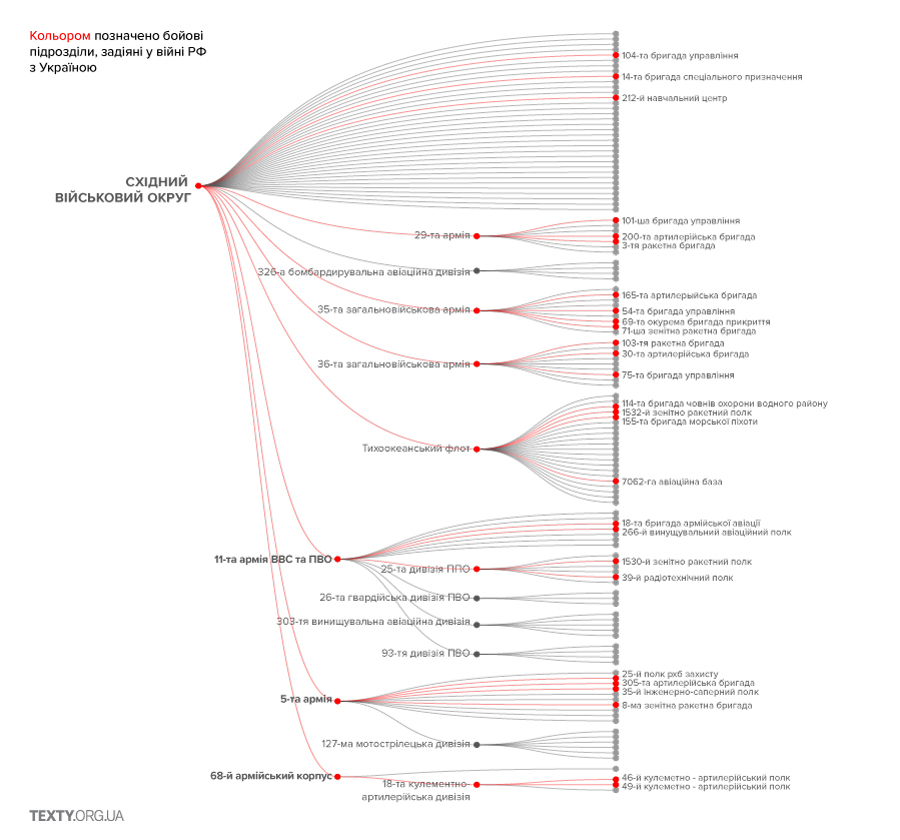 Кольором позначено бойові
підрозділи, задіяні у війні РФ
з Україною
104-та бригада управління
14-та бригада спеціального призначення
212-й навчальний центр
СХІДНИЙ
ВІЙСЬКОВИЙ ОКРУГ
101-ша бригада управління
29-та армія
200-та артилерійська бригада
3-тя ракетна бригада
326-а бомбардирувальна авіаційна дивізія
165-та артилерыйська бригада
35-та загальновійськова армія
54-та бригада управління
69-та окурема бригада прикриття
71-ша зенітна ракетна бригада
103-тя ракетна бригада
30-та артилерійська бригада
36-та загальновійськова армія
75-та бригада управління
114-та бригада човнів охорони водного району
1532-й зенітно ракетний полк
155-та бригада морської піхоти
Тихоокеанський флот
7062-га авіаційна база
18-та бригада армійської авіації
266-й винищувальний авіаційний полк
11-та армія ВВС та ПВО
1530-й зенітно ракетний полк
25-та дивізія ППО
39-й радіотехнічний полк
26-та гвардійська дивізія ПВО
303-тя винищувальна авіаційна дивізія
93-тя дивізія ПВО
25-й полк рхб захисту
305-та артилерійська бригада
35-й інженерно-саперний полк
5-та армія
8-ма зенітна ракетна бригада
127-ма мотострілецька дивізія
68-й армійський корпус
46-й кулеметно - артилерійський полк
18-та кулементно-
49-й кулеметно - артилерійський полк
артилерійська дивізія
TEXTY.ORG.UA